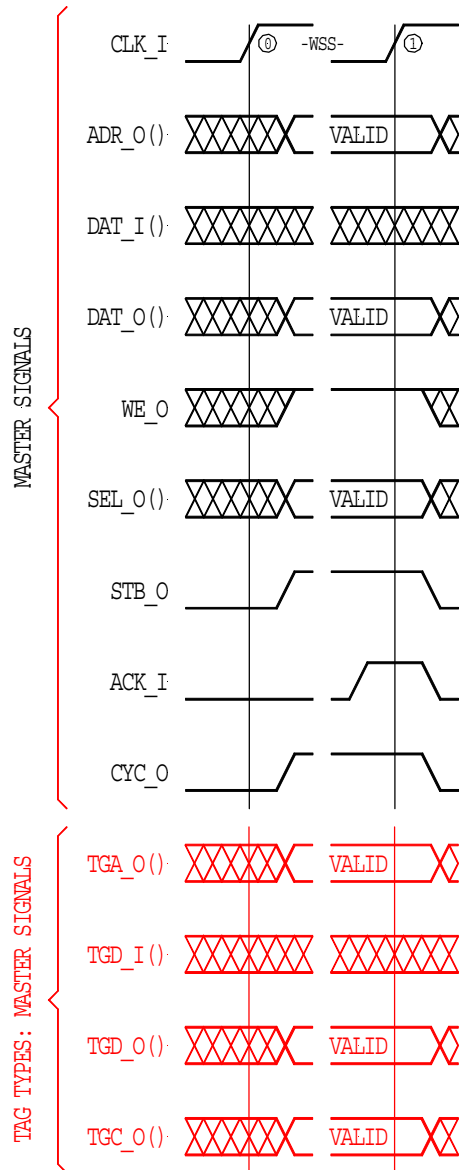 CLK_I
0 -WSS- 1
ADR_O() VALID
DAT_I()
DAT_O() VALID
WE_O
SEL_O() VALID
STB_O
ACK_I
CYC_O
MASTER SIGNALS
TGA_O() VALID
TGD_I()
TGD_O() VALID
TGC_O() VALID
TAG TYPES: MASTER SIGNALS